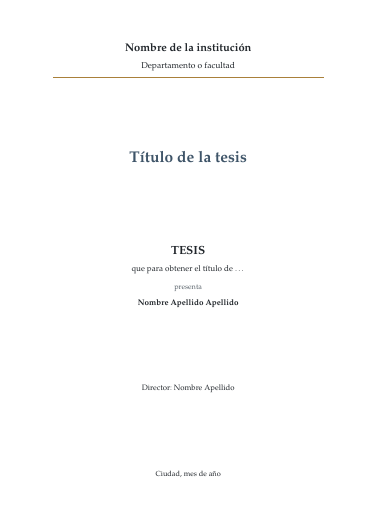 Nombre de la institución
Departamento o facultad
Título de la tesis
TESIS
que para obtener el título de ...
presenta
Nombre Apellido Apellido
Director: Nombre Apellido
Ciudad, mes de año